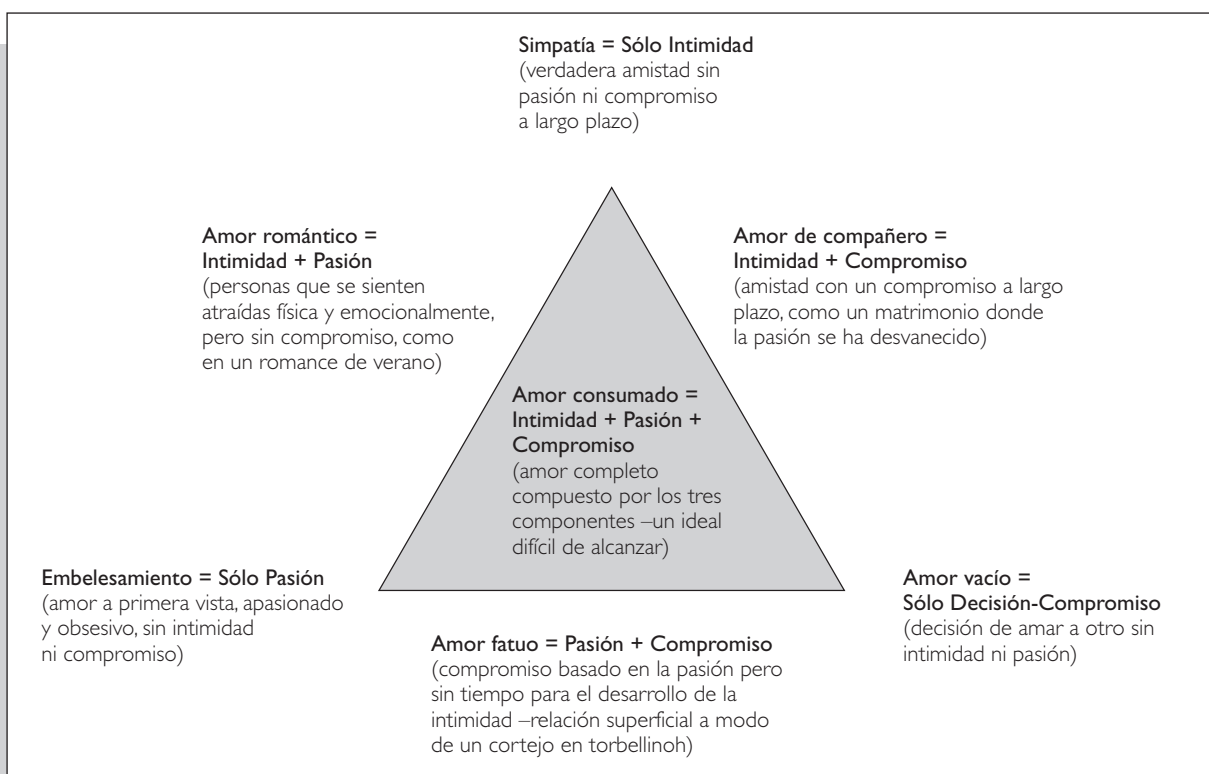 Simpatía = Sólo Intimidad
(verdadera amistad sin
pasión ni compromiso
a largo plazo)
Amor romántico =
Intimidad + Pasión
(personas que se sienten
atraídas física y emocionalmente,
pero sin compromiso, como
en un romance de verano)
Amor de compañero =
Intimidad + Compromiso
(amistad con un compromiso a largo
plazo, como un matrimonio donde
la pasión se ha desvanecido)
Amor consumado =
Intimidad + Pasión +
Compromiso
(amor completo
compuesto por los tres
componentes –un ideal
difícil de alcanzar)
Embelesamiento = Sólo Pasión
(amor a primera vista, apasionado
y obsesivo, sin intimidad
ni compromiso)
Amor fatuo = Pasión + Compromiso
(compromiso basado en la pasión pero
sin tiempo para el desarrollo de la
intimidad –relación superficial a modo
de un cortejo en torbellinoh)
Amor vacío =
Sólo Decisión-Compromiso
(decisión de amar a otro sin
intimidad ni pasión)